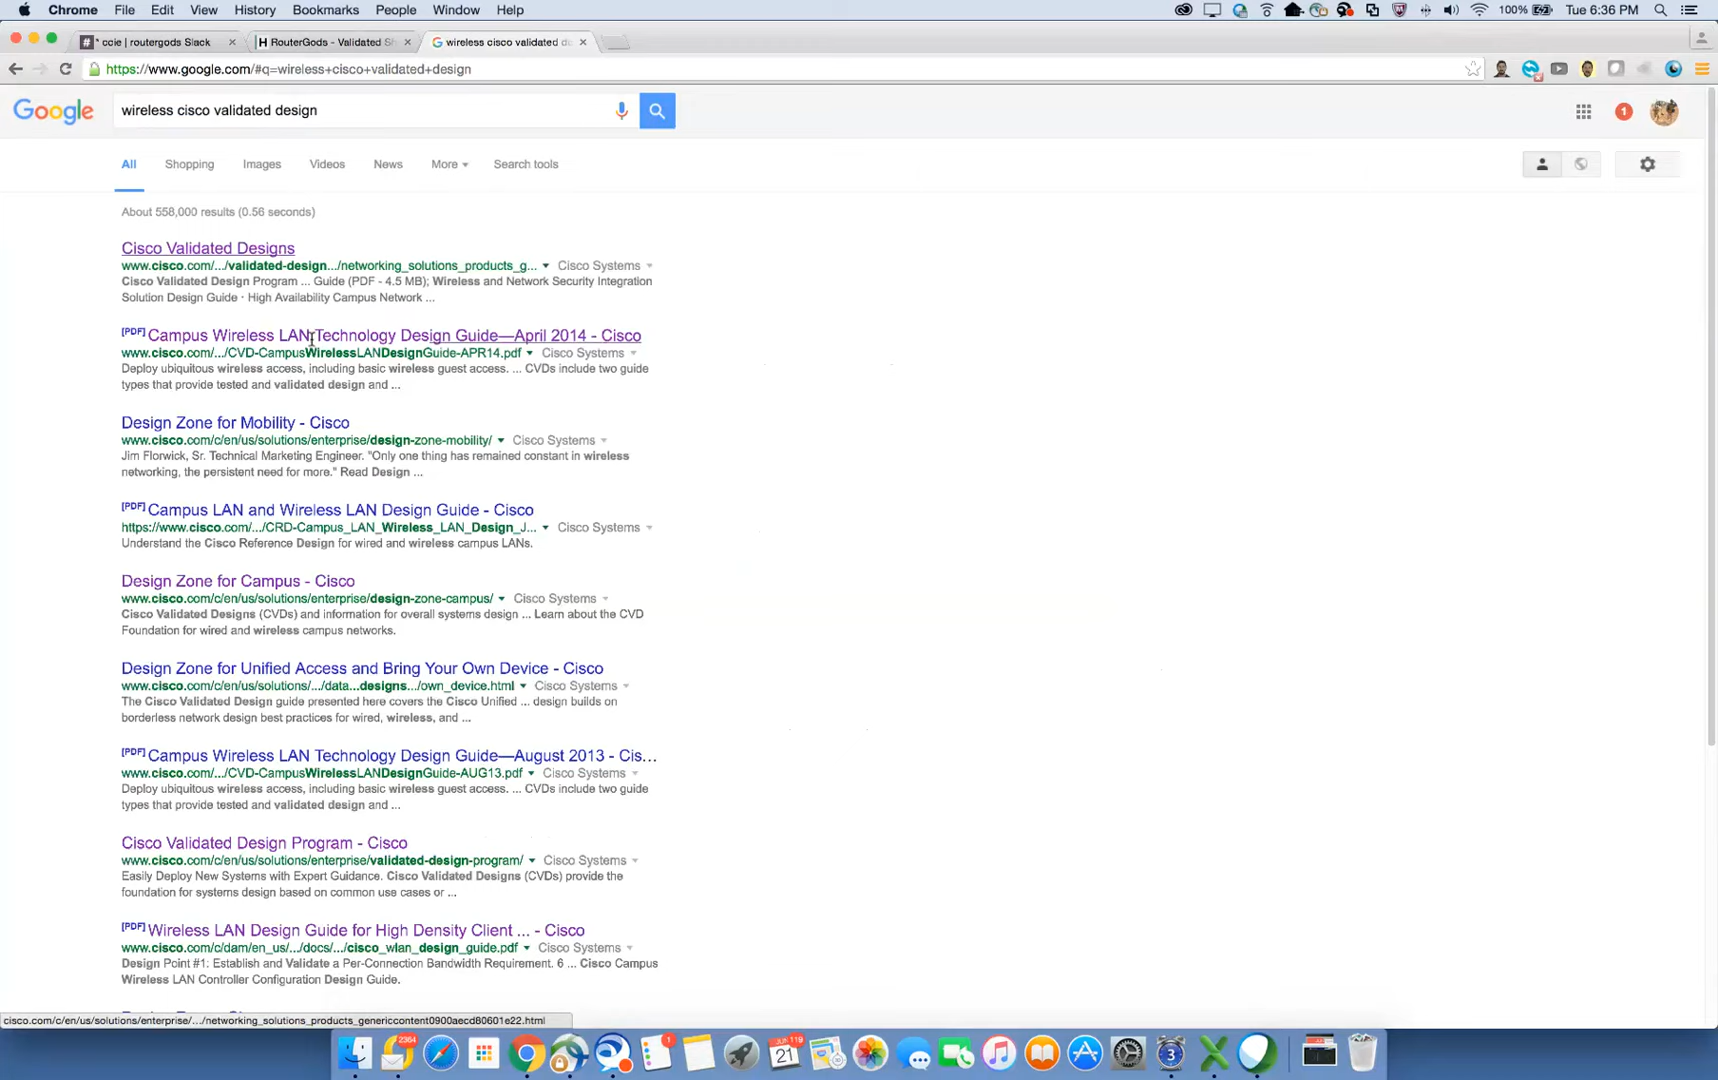 Chrome File Edit View History Bookmarks People Window Help 100% Tue 6:36 PM
* ccie | routergods Slack RouterGods - Validated S wireless cisco validated d
https://www.google.com/#q=wireless+cisco+validated+design
Google wireless cisco validated design 1
All Shopping Images Videos News More Search tools
About 558,000 results (0.56 seconds)
Cisco Validated Designs
www.cisco.com/.../validated-design.../networking_solutions_products_g... Cisco Systems
Cisco Validated Design Program ... Guide (PDF - 4.5 MB); Wireless and Network Security Integration
Solution Design Guide · High Availability Campus Network ...
[PDF] Campus Wireless LAN Technology Design Guide—April 2014 - Cisco
www.cisco.com/.../CVD-CampusWirelessLANDesignGuide-APR14.pdf Cisco Systems
Deploy ubiquitous wireless access, including basic wireless guest access. ... CVDs include two guide
types that provide tested and validated design and ...
Design Zone for Mobility - Cisco
www.cisco.com/c/en/us/solutions/enterprise/design-zone-mobility/ Cisco Systems
Jim Florwick, Sr. Technical Marketing Engineer. "Only one thing has remained constant in wireless
networking, the persistent need for more." Read Design ...
[PDF] Campus LAN and Wireless LAN Design Guide - Cisco
https://www.cisco.com/.../CRD-Campus_LAN_Wireless_LAN_Design_J... Cisco Systems
Understand the Cisco Reference Design for wired and wireless campus LANs.
Design Zone for Campus - Cisco
www.cisco.com/c/en/us/solutions/enterprise/design-zone-campus/ Cisco Systems
Cisco Validated Designs (CVDs) and information for overall systems design ... Learn about the CVD
Foundation for wired and wireless campus networks.
Design Zone for Unified Access and Bring Your Own Device - Cisco
www.cisco.com/c/en/us/solutions/.../data...designs.../own_device.html Cisco Systems
The Cisco Validated Design guide presented here covers the Cisco Unified ... design builds on
borderless network design best practices for wired, wireless, and ...
[PDF] Campus Wireless LAN Technology Design Guide—August 2013 - Cis...
www.cisco.com/.../CVD-CampusWirelessLANDesignGuide-AUG13.pdf Cisco Systems
Deploy ubiquitous wireless access, including basic wireless guest access. ... CVDs include two guide
types that provide tested and validated design and ...
Cisco Validated Design Program - Cisco
www.cisco.com/c/en/us/solutions/enterprise/validated-design-program/ Cisco Systems
Easily Deploy New Systems with Expert Guidance. Cisco Validated Designs (CVDs) provide the
foundation for systems design based on common use cases or ...
[PDF] Wireless LAN Design Guide for High Density Client ... - Cisco
www.cisco.com/c/dam/en_us/.../docs/.../cisco_wlan_design_guide.pdf Cisco Systems
Design Point #1: Establish and Validate a Per-Connection Bandwidth Requirement. 6 ... Cisco Campus
Wireless LAN Controller Configuration Design Guide.
cisco.com/c/en/us/solutions/enterprise/.../networking_solutions_products_genericcontent0900aecd80601e22.html
2364 1 21 3